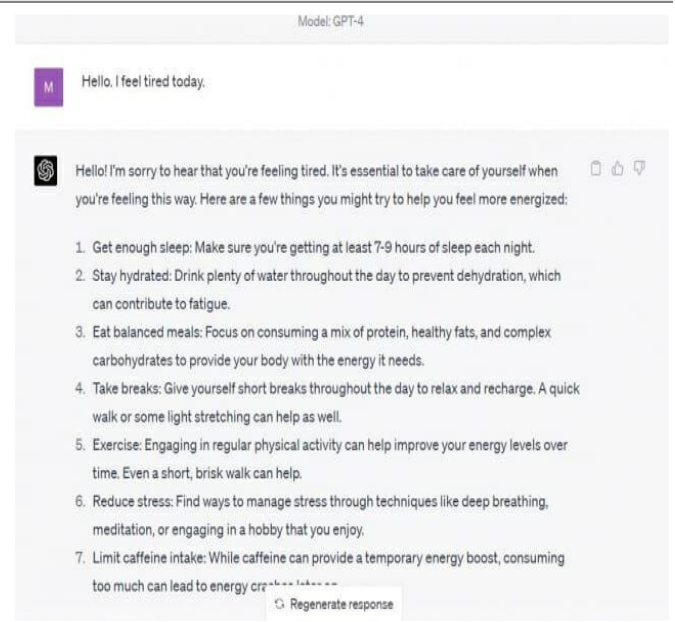 Model: GPT-4
M
Hello. I feel tired today.
Hello! I'm sorry to hear that you're feeling tired. It's essential to take care of yourself when
you're feeling this way. Here are a few things you might try to help you feel more energized:
1. Get enough sleep: Make sure you're getting at least 7-9 hours of sleep each night.
2. Stay hydrated: Drink plenty of water throughout the day to prevent dehydration, which
can contribute to fatigue.
3. Eat balanced meals: Focus on consuming a mix of protein, healthy fats, and complex
carbohydrates to provide your body with the energy it needs.
4. Take breaks: Give yourself short breaks throughout the day to relax and recharge. A quick
walk or some light stretching can help as well.
5. Exercise: Engaging in regular physical activity can help improve your energy levels over
time. Even a short, brisk walk can help.
6. Reduce stress: Find ways to manage stress through techniques like deep breathing,
meditation, or engaging in a hobby that you enjoy.
7. Limit caffeine intake: While caffeine can provide a temporary energy boost, consuming
too much can lead to energy
Regenerate response